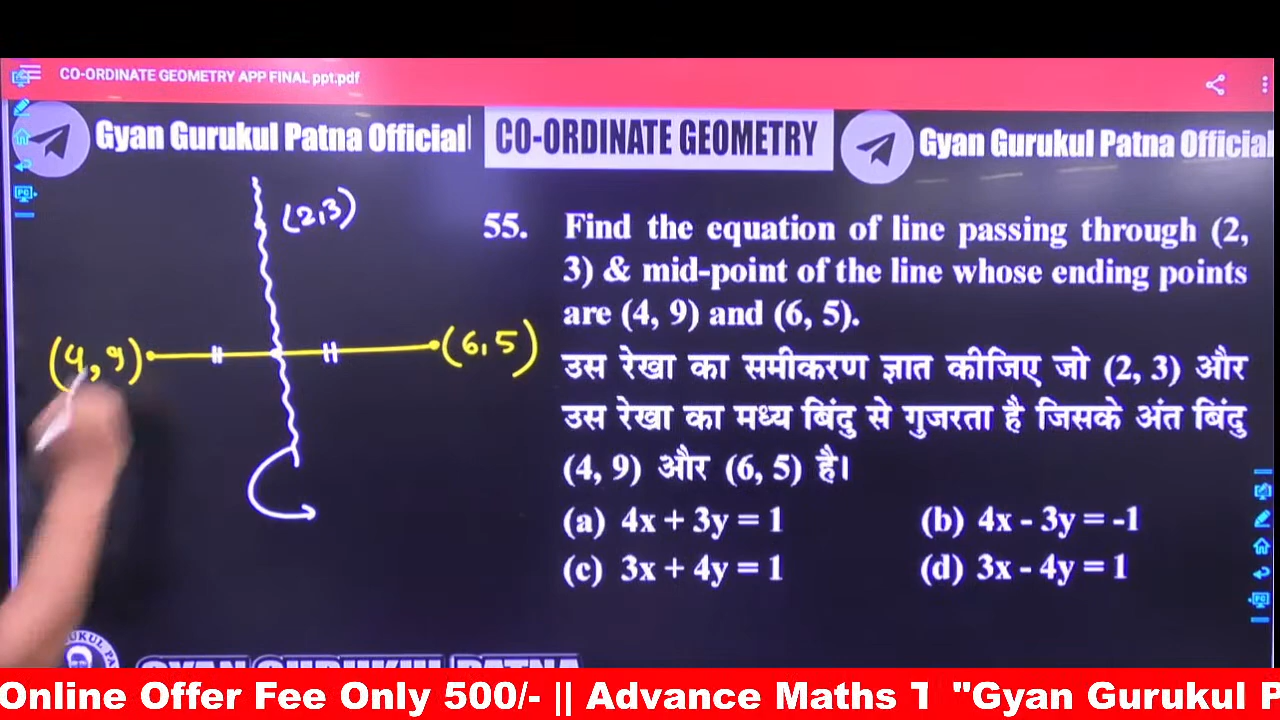 CO-ORDINATE GEOMETRY APP FINAL ppt.pdf
Gyan Gurukul Patna Official
CO-ORDINATE GEOMETRY
Gyan Gurukul Patna Official
(2,3)
(4,9)
(6,5)
55. Find the equation of line passing through (2,
3) & mid-point of the line whose ending points
are (4, 9) and (6, 5).
उस रेखा का समीकरण ज्ञात कीजिए जो (2, 3) और
उस रेखा का मध्य बिंदु से गुजरता है जिसके अंत बिंदु
(4, 9) और (6, 5) है।
(a) 4x + 3y = 1
(b) 4x - 3y = -1
(c) 3x + 4y = 1
(d) 3x - 4y = 1
GYAN GURUKUL PATNA
Online Offer Fee Only 500/- || Advance Maths 1 "Gyan Gurukul P